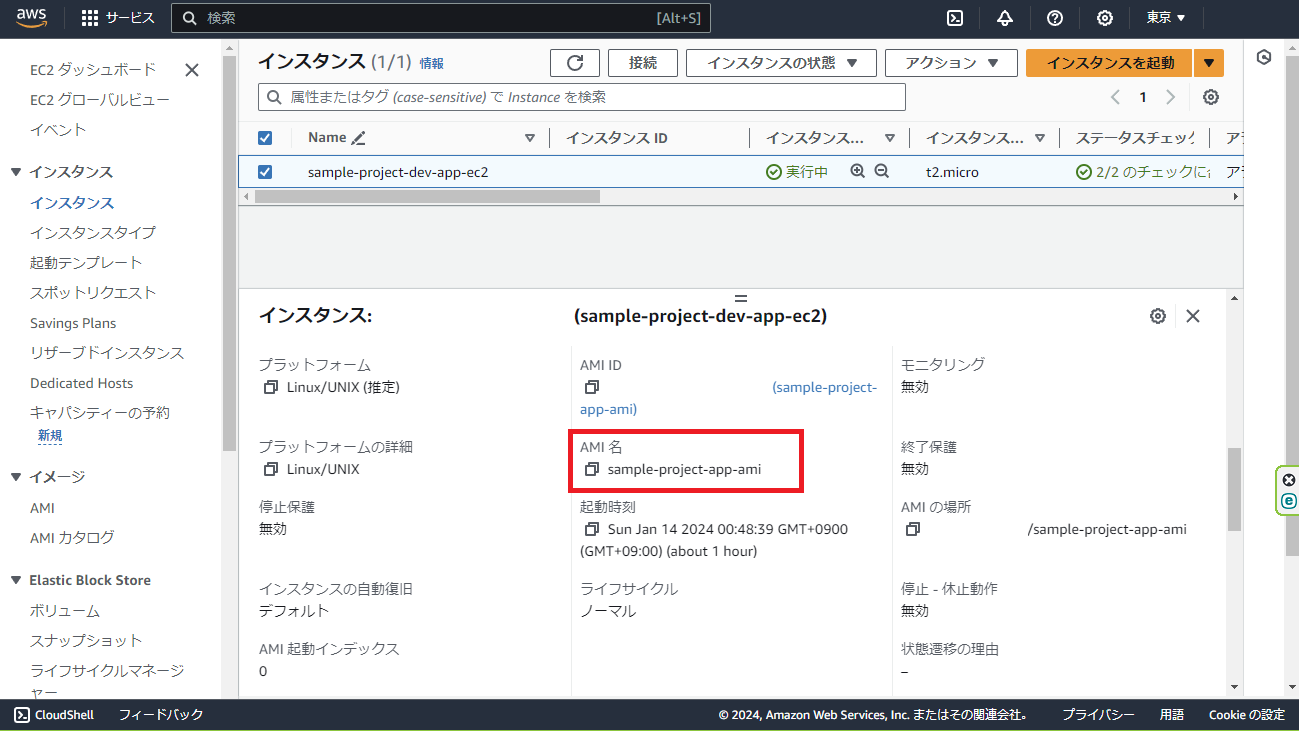 aws サービス 検索 [Alt+S] 東京
EC2 ダッシュボード
EC2 グローバルビュー
イベント
インスタンス
インスタンス
インスタンスタイプ
起動テンプレート
スポットリクエスト
Savings Plans
リザーブドインスタンス
Dedicated Hosts
キャパシティーの予約
新規
イメージ
AMI
AMI カタログ
Elastic Block Store
ボリューム
スナップショット
ライフサイクルマネージ
ャー
インスタンス (1/1) 情報 接続 インスタンスの状態 アクション インスタンスを起動
属性またはタグ (case-sensitive) で Instance を検索 1
Name インスタンス ID インスタンス... インスタンス... ステータスチェック
sample-project-dev-app-ec2 実行中 t2.micro 2/2 のチェックに
インスタンス: (sample-project-dev-app-ec2)
プラットフォーム
Linux/UNIX (推定)
AMI ID
(sample-project-
app-ami)
モニタリング
無効
プラットフォームの詳細
Linux/UNIX
AMI 名
sample-project-app-ami
終了保護
無効
停止保護
無効
起動時刻
Sun Jan 14 2024 00:48:39 GMT+0900
(GMT+09:00) (about 1 hour)
AMI の場所
/sample-project-app-ami
インスタンスの自動復旧
デフォルト
ライフサイクル
ノーマル
停止 - 休止動作
無効
AMI 起動インデックス
0
状態遷移の理由
–
CloudShell フィードバック © 2024, Amazon Web Services, Inc. またはその関連会社。 プライバシー 用語 Cookie の設定